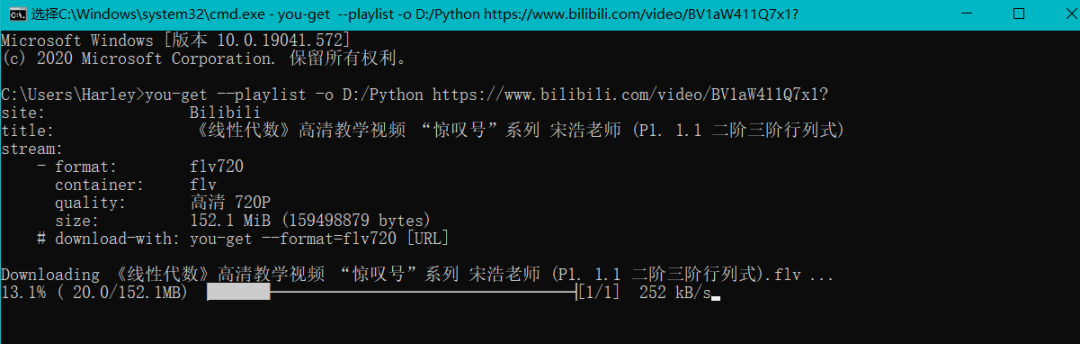 选择C:\Windows\system32\cmd.exe - you-get  --playlist -o D:/Python https://www.bilibili.com/video/BV1aW411Q7x1?
Microsoft Windows [版本 10.0.19041.572]
(c) 2020 Microsoft Corporation. 保留所有权利。
C:\Users\Harley>you-get --playlist -o D:/Python https://www.bilibili.com/video/BV1aW411Q7x1?
site:                Bilibili
title:               《线性代数》高清教学视频 “惊叹号”系列 宋浩老师 (P1. 1.1 二阶三阶行列式)
stream:
    - format:        flv720
      container:     flv
      quality:       高清 720P
      size:          152.1 MiB (159498879 bytes)
    # download-with: you-get --format=flv720 [URL]
Downloading 《线性代数》高清教学视频 “惊叹号”系列 宋浩老师 (P1. 1.1 二阶三阶行列式).flv ...
13.1% ( 20.0/152.1MB) [1/1]  252 kB/s